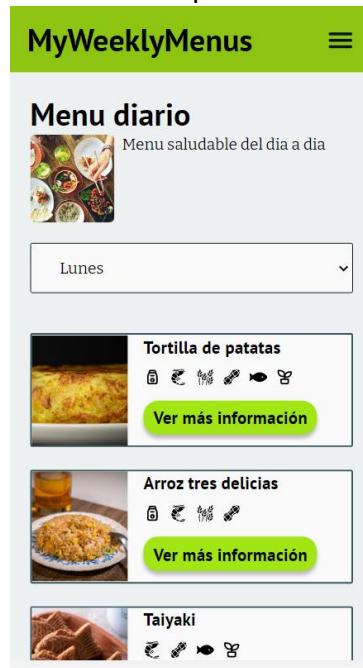 MyWeeklyMenus
Menu diario
Menu saludable del dia a dia
Lunes
Tortilla de patatas
Ver más información
Arroz tres delicias
Ver más información
Taiyaki